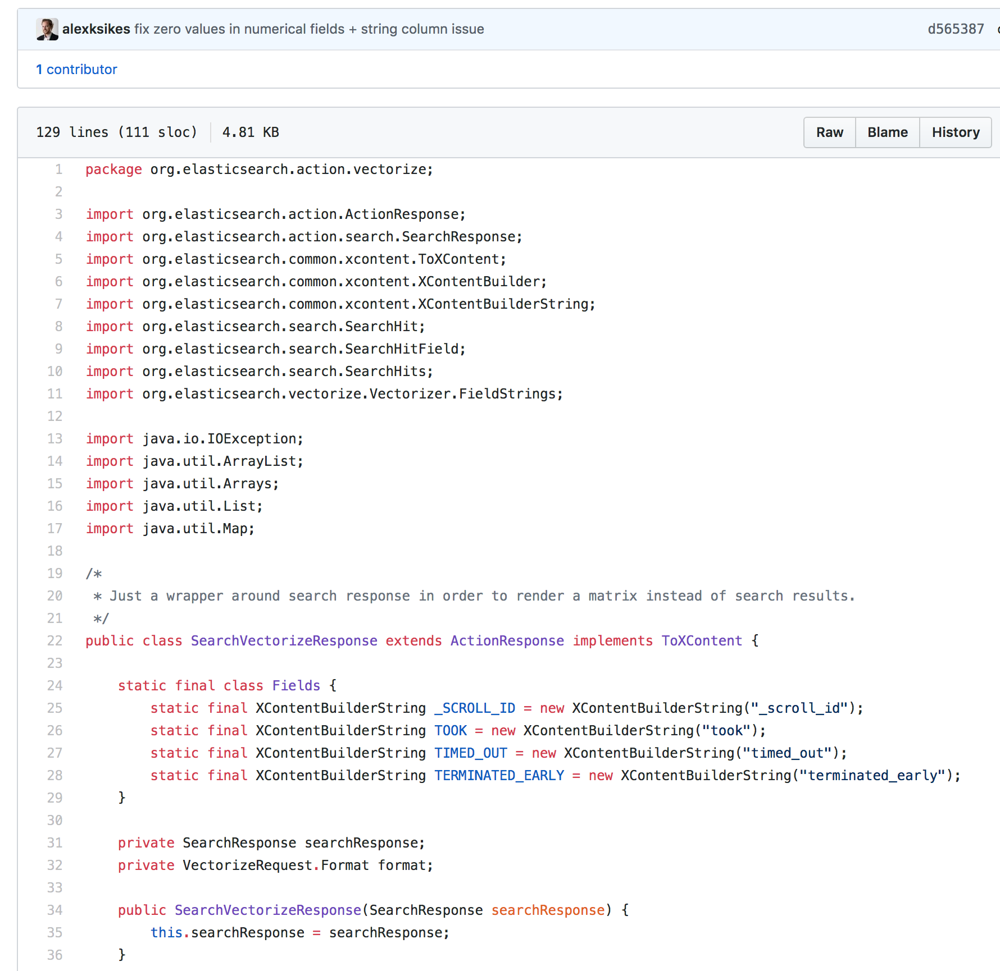 alexksikes fix zero values in numerical fields + string column issue d565387
1 contributor
129 lines (111 sloc) 4.81 KB Raw Blame History
1 package org.elasticsearch.action.vectorize;
2
3 import org.elasticsearch.action.ActionResponse;
4 import org.elasticsearch.action.search.SearchResponse;
5 import org.elasticsearch.common.xcontent.ToXContent;
6 import org.elasticsearch.common.xcontent.XContentBuilder;
7 import org.elasticsearch.common.xcontent.XContentBuilderString;
8 import org.elasticsearch.search.SearchHit;
9 import org.elasticsearch.search.SearchHitField;
10 import org.elasticsearch.search.SearchHits;
11 import org.elasticsearch.vectorize.Vectorizer.FieldStrings;
12
13 import java.io.IOException;
14 import java.util.ArrayList;
15 import java.util.Arrays;
16 import java.util.List;
17 import java.util.Map;
18
19 /*
20  * Just a wrapper around search response in order to render a matrix instead of search results.
21  */
22 public class SearchVectorizeResponse extends ActionResponse implements ToXContent {
23
24     static final class Fields {
25         static final XContentBuilderString _SCROLL_ID = new XContentBuilderString("_scroll_id");
26         static final XContentBuilderString TOOK = new XContentBuilderString("took");
27         static final XContentBuilderString TIMED_OUT = new XContentBuilderString("timed_out");
28         static final XContentBuilderString TERMINATED_EARLY = new XContentBuilderString("terminated_early");
29     }
30
31     private SearchResponse searchResponse;
32     private VectorizeRequest.Format format;
33
34     public SearchVectorizeResponse(SearchResponse searchResponse) {
35         this.searchResponse = searchResponse;
36     }